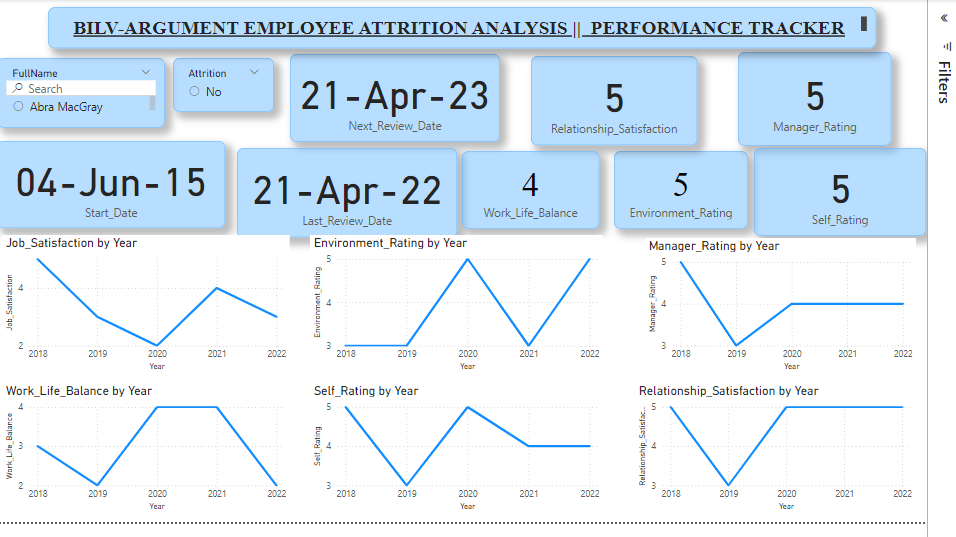 BILV-ARGUMENT EMPLOYEE ATTRITION ANALYSIS || PERFORMANCE TRACKER
Filters
FullName
Search
Abra MacGray
Attrition
No
21-Apr-23
Next_Review_Date
5
Relationship_Satisfaction
5
Manager_Rating
04-Jun-15
Start_Date
21-Apr-22
Last_Review_Date
4
Work_Life_Balance
5
Environment_Rating
5
Self_Rating
Job_Satisfaction by Year
Job_Satisfaction
4
2
2018 2019 2020 2021 2022
Year
Environment_Rating by Year
Environment_Rating
5
4
3
2018 2019 2020 2021 2022
Year
Manager_Rating by Year
Manager_Rating
5
4
3
2018 2019 2020 2021 2022
Year
Work_Life_Balance by Year
Work_Life_Balance
4
3
2
2018 2019 2020 2021 2022
Year
Self_Rating by Year
Self_Rating
5
4
3
2018 2019 2020 2021 2022
Year
Relationship_Satisfaction by Year
Relationship_Satisfac...
5
4
3
2018 2019 2020 2021 2022
Year